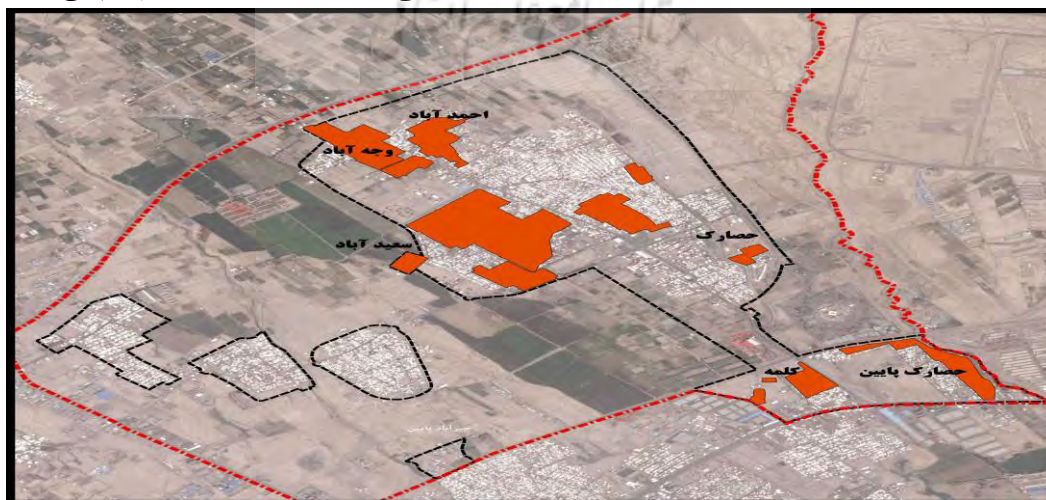 احمد آباد
وجه آباد
سعید آباد
حصارک
حصارک پایین
کلمه